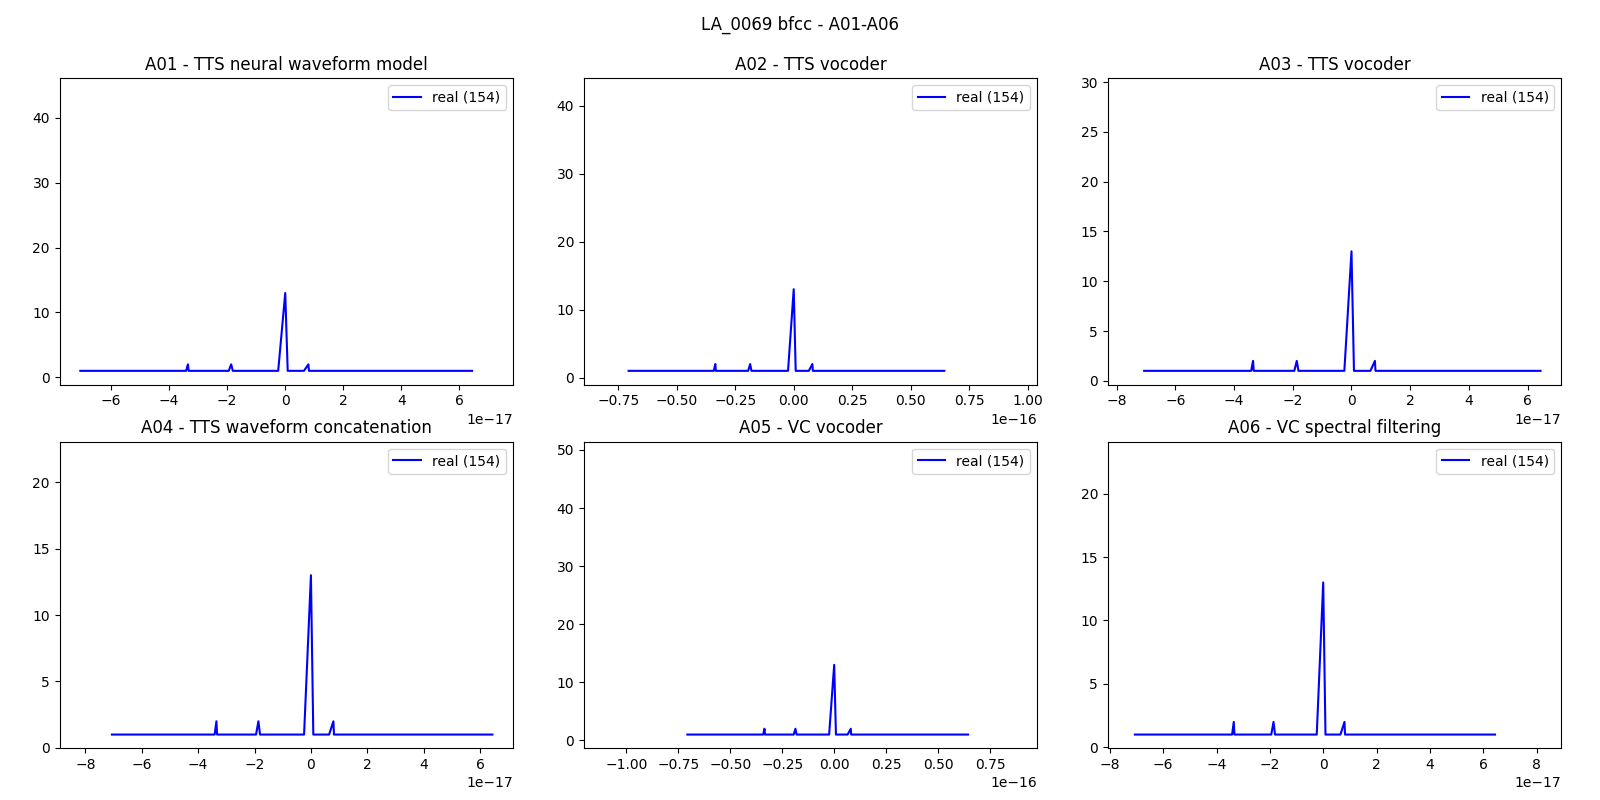 LA_0069 bfcc - A01-A06
A01 - TTS neural waveform model
real (154)
40
30
20
10
0
−6 −4 −2 0 2 4 6
1e−17
A02 - TTS vocoder
real (154)
40
30
20
10
0
−0.75 −0.50 −0.25 0.00 0.25 0.50 0.75 1.00
1e−16
A03 - TTS vocoder
real (154)
30
25
20
15
10
5
0
−8 −6 −4 −2 0 2 4 6
1e−17
A04 - TTS waveform concatenation
real (154)
20
15
10
5
0
−8 −6 −4 −2 0 2 4 6
1e−17
A05 - VC vocoder
real (154)
50
40
30
20
10
0
−1.00 −0.75 −0.50 −0.25 0.00 0.25 0.50 0.75
1e−16
A06 - VC spectral filtering
real (154)
20
15
10
5
0
−8 −6 −4 −2 0 2 4 6 8
1e−17